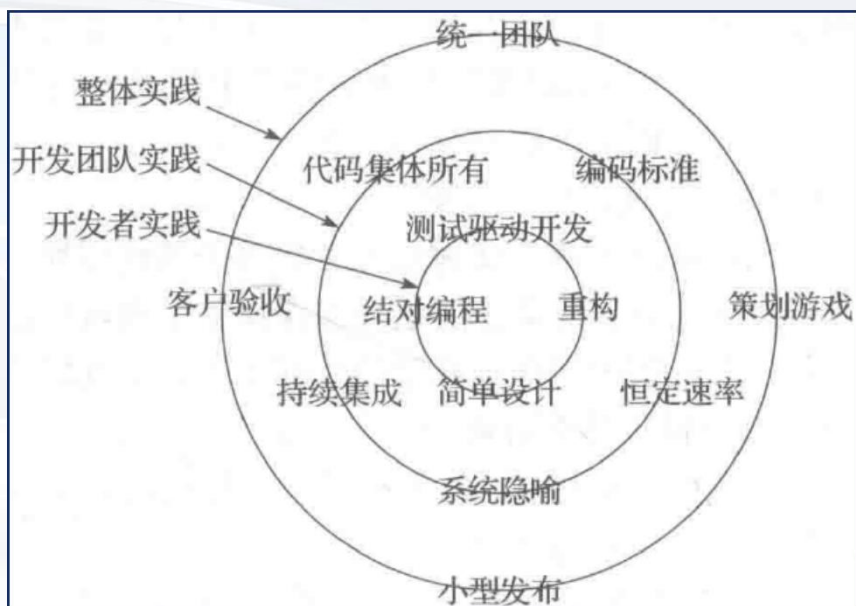 统一团队
整体实践
开发团队实践
代码集体所有
编码标准
开发者实践
测试驱动开发
客户验收
结对编程
重构
策划游戏
持续集成
简单设计
恒定速率
系统隐喻
小型发布